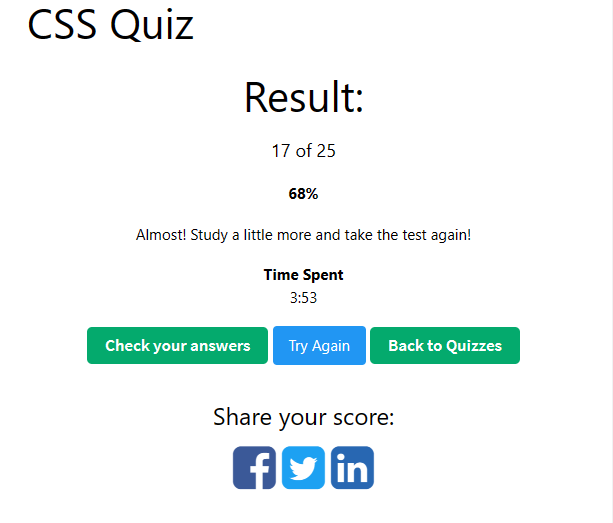 CSS Quiz
Result:
17 of 25
68%
Almost! Study a little more and take the test again!
Time Spent
3:53
Check your answers Try Again Back to Quizzes
Share your score:
f in